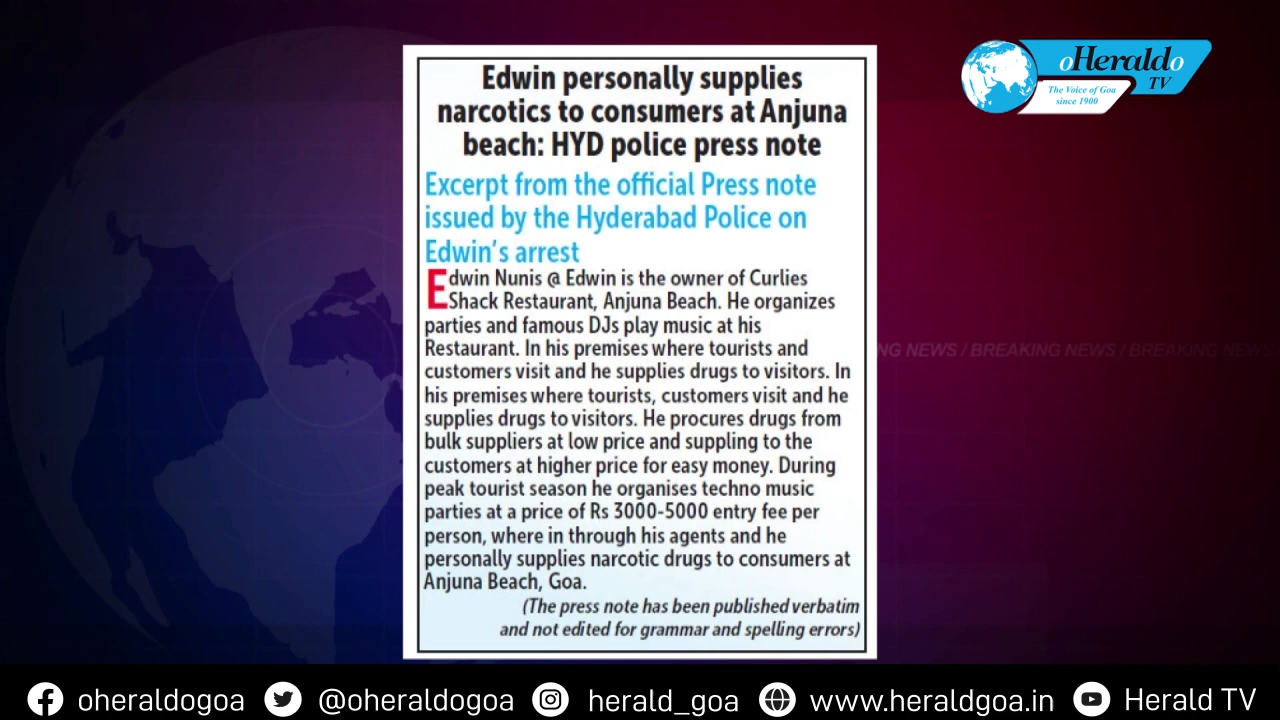 oHeraldo
TV
The Voice of Goa
since 1900
Edwin personally supplies
narcotics to consumers at Anjuna
beach: HYD police press note
Excerpt from the official Press note
issued by the Hyderabad Police on
Edwin's arrest
Edwin Nunis @ Edwin is the owner of Curlies
Shack Restaurant, Anjuna Beach. He organizes
parties and famous DJs play music at his
Restaurant. In his premises where tourists and
customers visit and he supplies drugs to visitors. In
his premises where tourists, customers visit and he
supplies drugs to visitors. He procures drugs from
bulk suppliers at low price and suppling to the
customers at higher price for easy money. During
peak tourist season he organises techno music
parties at a price of Rs 3000-5000 entry fee per
person, where in through his agents and he
personally supplies narcotic drugs to consumers at
Anjuna Beach, Goa.
(The press note has been published verbatim
and not edited for grammar and spelling errors)
NG NEWS / BREAKING NEWS / BREAKING NEWS
oheraldogoa @oheraldogoa herald_goa www.heraldgoa.in Herald TV